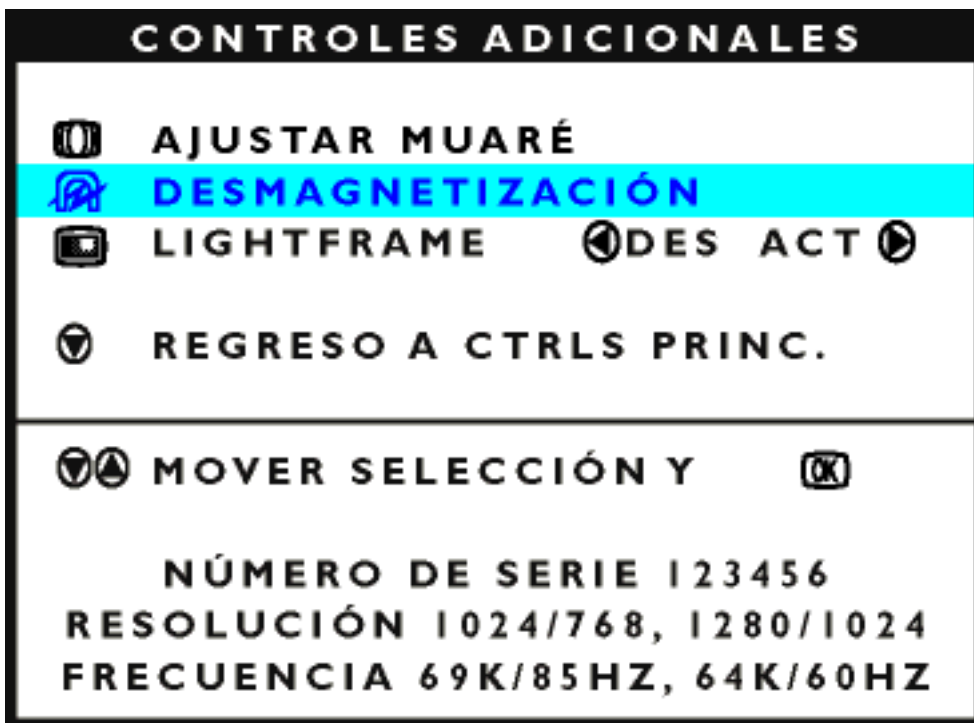 CONTROLES ADICIONALES
AJUSTAR MUARÉ
DESMAGNETIZACIÓN
LIGHTFRAME DES ACT
REGRESO A CTRLS PRINC.
MOVER SELECCIÓN Y OK
NÚMERO DE SERIE 123456
RESOLUCIÓN 1024/768, 1280/1024
FRECUENCIA 69K/85HZ, 64K/60HZ